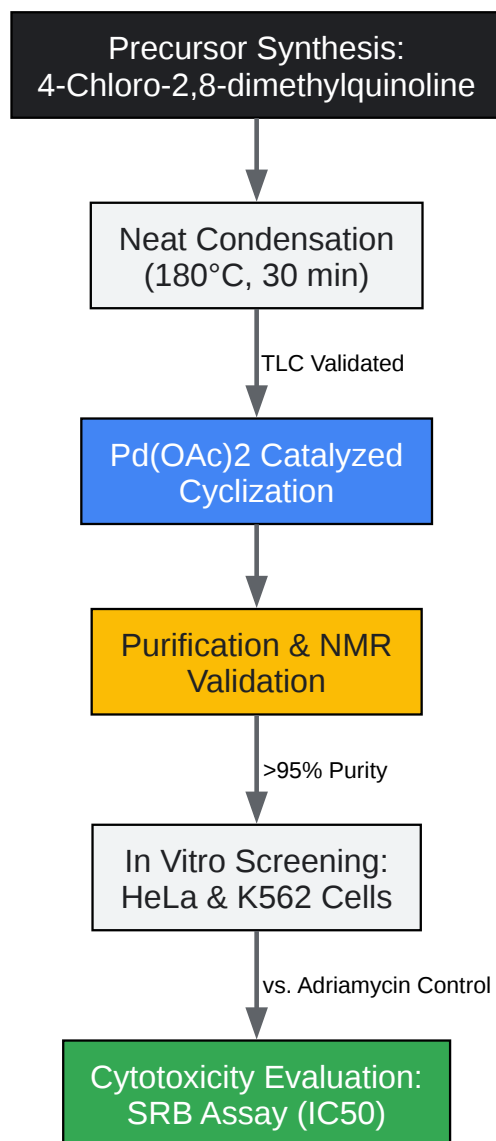 Precursor Synthesis:
4-Chloro-2,8-dimethylquinoline
Neat Condensation
(180°C, 30 min)
TLC Validated
Pd(OAc)2 Catalyzed
Cyclization
Purification & NMR
Validation
>95% Purity
In Vitro Screening:
HeLa & K562 Cells
vs. Adriamycin Control
Cytotoxicity Evaluation:
SRB Assay (IC50)